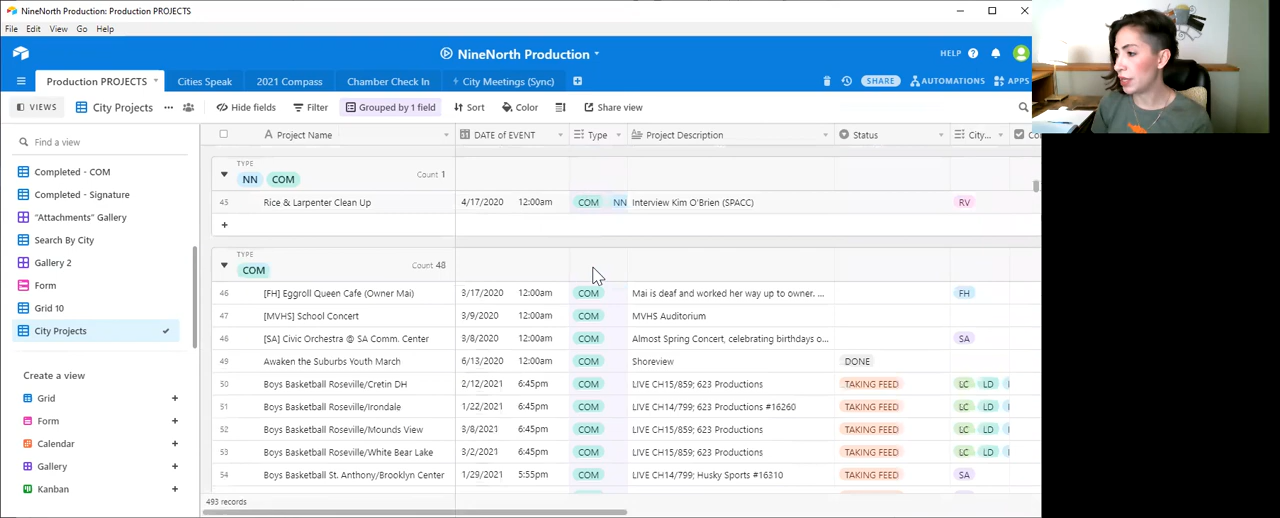 NineNorth Production: Production PROJECTS
File Edit View Go Help
NineNorth Production
HELP
Production PROJECTS Cities Speak 2021 Compass Chamber Check In City Meetings (Sync)
SHARE AUTOMATIONS APPS
VIEWS City Projects Hide fields Filter Grouped by 1 field Sort Color Share view
Find a view
Completed - COM
Completed - Signature
"Attachments" Gallery
Search By City
Gallery 2
Form
Grid 10
City Projects
Create a view
Grid +
Form +
Calendar +
Gallery +
Kanban +
Project Name DATE of EVENT Type Project Description Status City...
TYPE
NN COM Count 1
45 Rice & Larpenter Clean Up 4/17/2020 12:00am COM NN Interview Kim O'Brien (SPACC) RV
+
TYPE
COM Count 48
46 [FH] Eggroll Queen Cafe (Owner Mai) 3/17/2020 12:00am COM Mai is deaf and worked her way up to owner. ... FH
47 [MVHS] School Concert 3/9/2020 12:00am COM MVHS Auditorium
48 [SA] Civic Orchestra @ SA Comm. Center 3/8/2020 12:00am COM Almost Spring Concert, celebrating birthdays o... SA
49 Awaken the Suburbs Youth March 6/13/2020 12:00am COM Shoreview DONE
50 Boys Basketball Roseville/Cretin DH 2/12/2021 6:45pm COM LIVE CH15/859; 623 Productions TAKING FEED LC LD
51 Boys Basketball Roseville/Irondale 1/22/2021 6:45pm COM LIVE CH14/799; 623 Productions #16260 TAKING FEED LC LD
52 Boys Basketball Roseville/Mounds View 3/8/2021 6:45pm COM LIVE CH15/859; 623 Productions TAKING FEED LC LD
53 Boys Basketball Roseville/White Bear Lake 3/2/2021 6:45pm COM LIVE CH15/859; 623 Productions TAKING FEED LC LD
54 Boys Basketball St. Anthony/Brooklyn Center 1/29/2021 5:55pm COM LIVE CH14/799; Husky Sports #16310 TAKING FEED SA
493 records